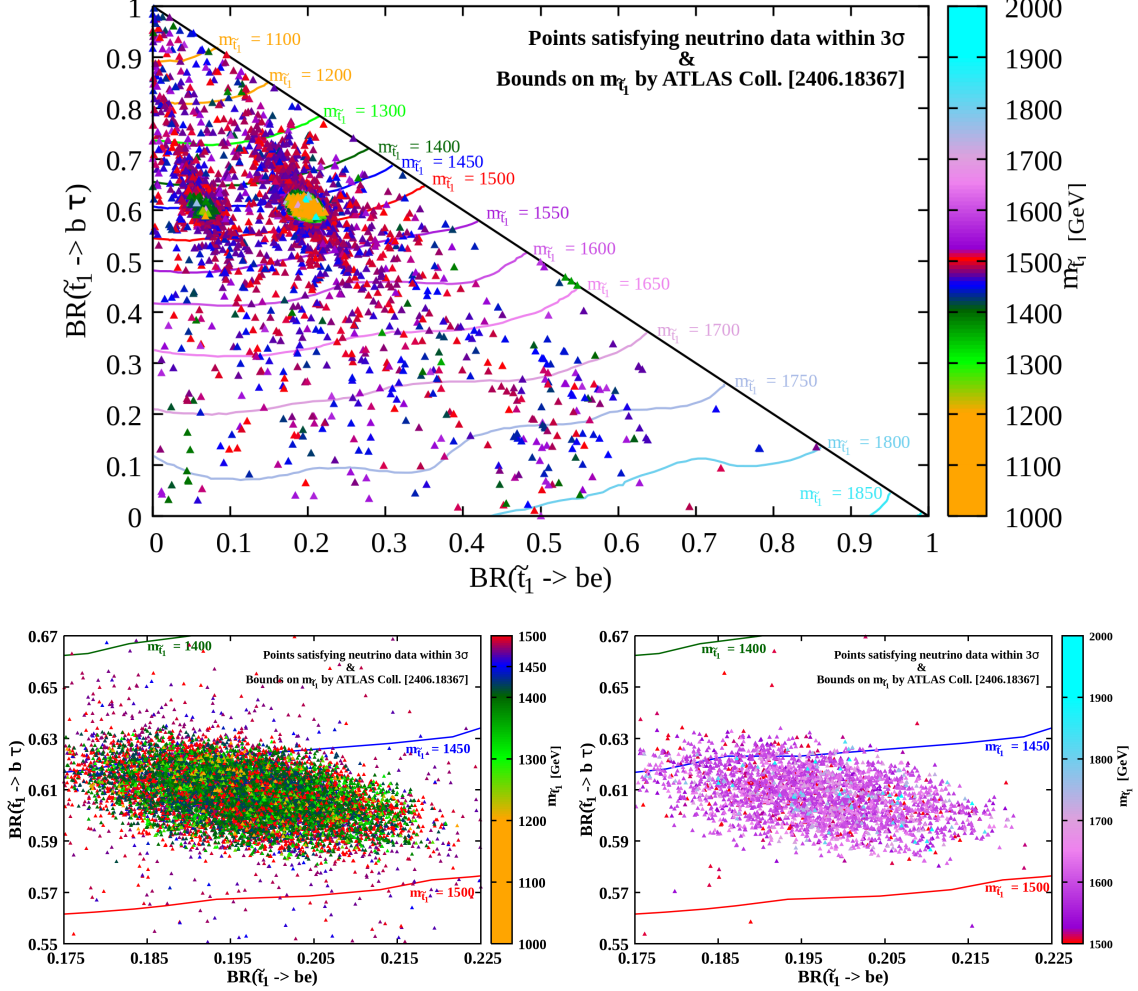 Points satisfying neutrino data within 3σ
&
Bounds on m_t̃₁ by ATLAS Coll. [2406.18367]
m_t̃₁ = 1100
m_t̃₁ = 1200
m_t̃₁ = 1300
m_t̃₁ = 1400
m_t̃₁ = 1450
m_t̃₁ = 1500
m_t̃₁ = 1550
m_t̃₁ = 1600
m_t̃₁ = 1650
m_t̃₁ = 1700
m_t̃₁ = 1750
m_t̃₁ = 1800
m_t̃₁ = 1850
1
0.9
0.8
0.7
0.6
0.5
0.4
0.3
0.2
0.1
0
BR(t̃₁ -> b τ)
0 0.1 0.2 0.3 0.4 0.5 0.6 0.7 0.8 0.9 1
BR(t̃₁ -> be)
2000
1900
1800
1700
1600
1500
1400
1300
1200
1100
1000
m_t̃₁ [GeV]
0.67
0.65
0.63
0.61
0.59
0.57
0.55
BR(t̃₁ -> b τ)
m_t̃₁ = 1400
Points satisfying neutrino data within 3σ
&
Bounds on m_t̃₁ by ATLAS Coll. [2406.18367]
m_t̃₁ = 1450
m_t̃₁ = 1500
0.175 0.185 0.195 0.205 0.215 0.225
BR(t̃₁ -> be)
1500
1450
1400
1300
1200
1100
1000
m_t̃₁ [GeV]
0.67
0.65
0.63
0.61
0.59
0.57
0.55
BR(t̃₁ -> b τ)
m_t̃₁ = 1400
Points satisfying neutrino data within 3σ
&
Bounds on m_t̃₁ by ATLAS Coll. [2406.18367]
m_t̃₁ = 1450
m_t̃₁ = 1500
0.175 0.185 0.195 0.205 0.215 0.225
BR(t̃₁ -> be)
2000
1900
1800
1700
1600
1500
m_t̃₁ [GeV]